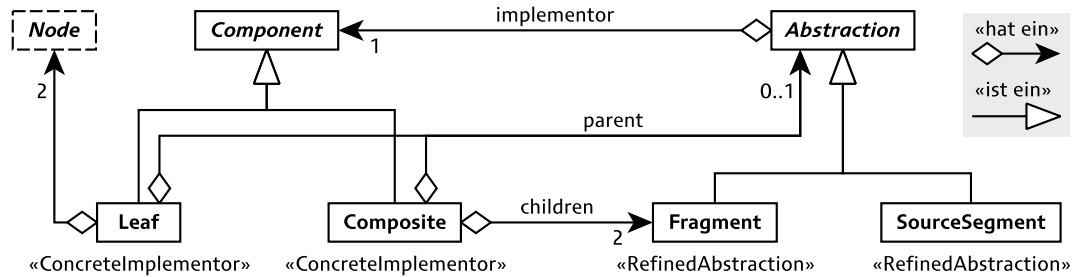 implementor
Node
Component
Abstraction
«hat ein»
1
2
0..1
«ist ein»
parent
children
Leaf
Composite
Fragment
SourceSegment
2
«ConcreteImplementor»
«ConcreteImplementor»
«RefinedAbstraction»
«RefinedAbstraction»